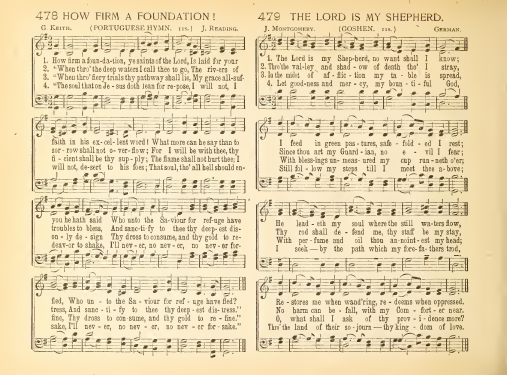 478 HOW FIRM A FOUNDATION!
G. KEITH. (PORTUGUESE HYMN. 11s.) J. READING.
1. How firm a foun-da-tion, ye saints of the Lord, Is laid for your
2. "When thro' the deep waters I call thee to go, The riv-ers of
3. "When thro' fiery trials thy pathway shall lie, My grace all-suf-
4. "The soul that on Je-sus doth lean for re-pose, I will not, I
faith in his ex-cel-lent word! What more can he say than to
sor-row shall not o-ver-flow; For I will be with thee, thy
fi-cient shall be thy sup-ply; The flame shall not hurt thee; I
will not, de-sert to his foes; That soul, tho' all hell should en-
you he hath said Who unto the Sa-viour for ref-uge have
troubles to bless, And sanc-ti-fy to thee thy deep-est dis-
on-ly de-sign Thy dross to consume, and thy gold to re-
deav-or to shake, I'll nev-er, no nev-er, no nev-er for-
fled, Who un-to the Sa-viour for ref-uge have fled?
tress, And sanc-ti-fy to thee thy deep-est dis-tress."
fine, Thy dross to con-sume, and thy gold to re-fine."
sake, I'll nev-er, no nev-er, no nev-er for-sake."
479 THE LORD IS MY SHEPHERD.
J. MONTGOMERY. (GOSHEN. 11s.) GERMAN.
1. The Lord is my Shep-herd, no want shall I know;
2. Thro' the val-ley and shad-ow of death tho' I stray,
3. In the midst of af-flic-tion my ta-ble is spread,
4. Let good-ness and mer-cy, my boun-ti-ful God,
I feed in green pas-tures, safe-fold-ed I rest;
Since thou art my Guard-ian, no e-vil I fear;
With bless-ings un-meas-ured my cup run-neth o'er;
Still fol-low my steps till I meet thee a-bove;
He lead-eth my soul where the still wa-ters flow,
Thy rod shall de-fend me, thy staff be my stay,
With per-fume and oil thou an-noint-est my head;
I seek—by the path which my fore-fa-thers trod,
Re-stores me when wand'ring, re-deems when oppressed.
No harm can be-fall, with my Com-fort-er near.
O, what shall I ask of thy prov-i-dence more?
Thro' the land of their so-journ—thy king-dom of love.